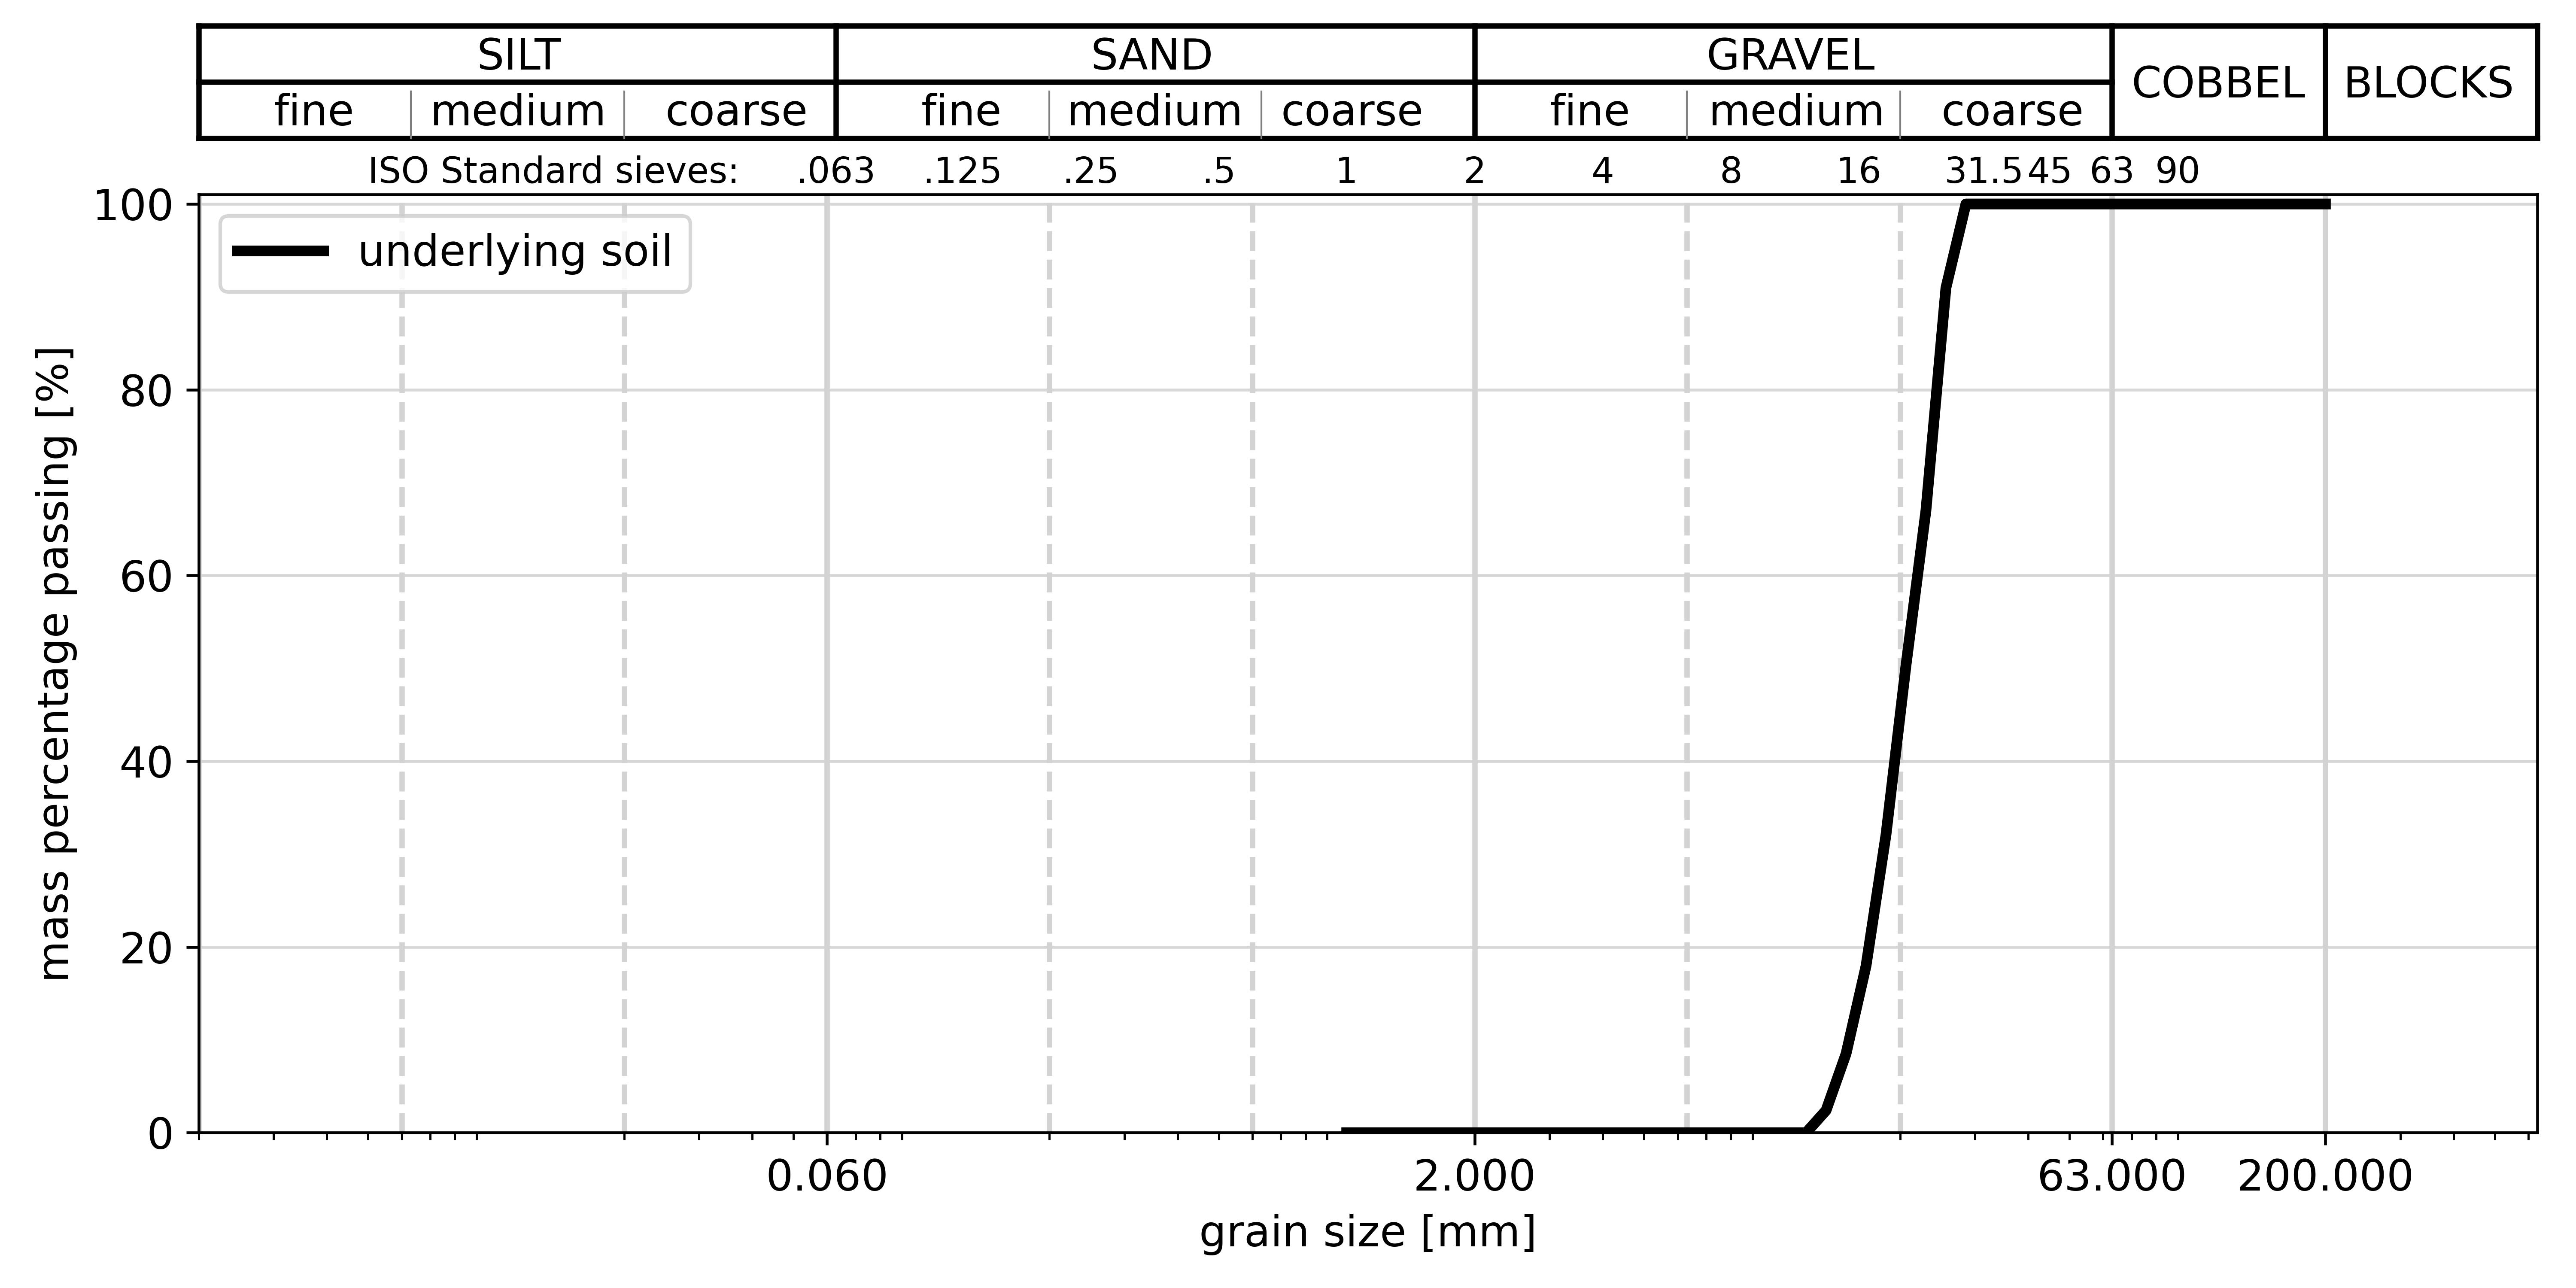 SILT SAND GRAVEL COBBEL BLOCKS
fine medium coarse fine medium coarse fine medium coarse
ISO Standard sieves: .063 .125 .25 .5 1 2 4 8 16 31.5 45 63 90
underlying soil
100
80
60
40
20
0
mass percentage passing [%]
0.060 2.000 63.000 200.000
grain size [mm]